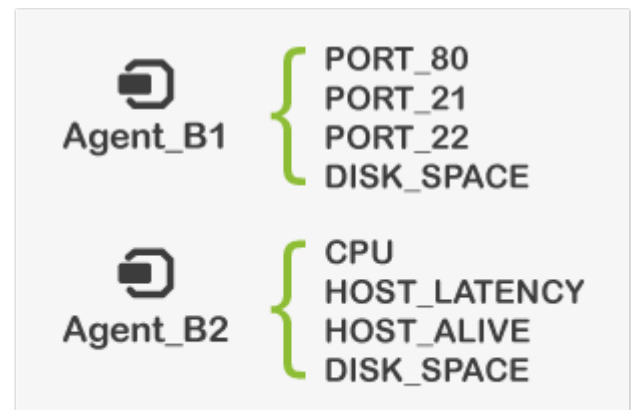 Agent_B1
PORT_80
PORT_21
PORT_22
DISK_SPACE
Agent_B2
CPU
HOST_LATENCY
HOST_ALIVE
DISK_SPACE